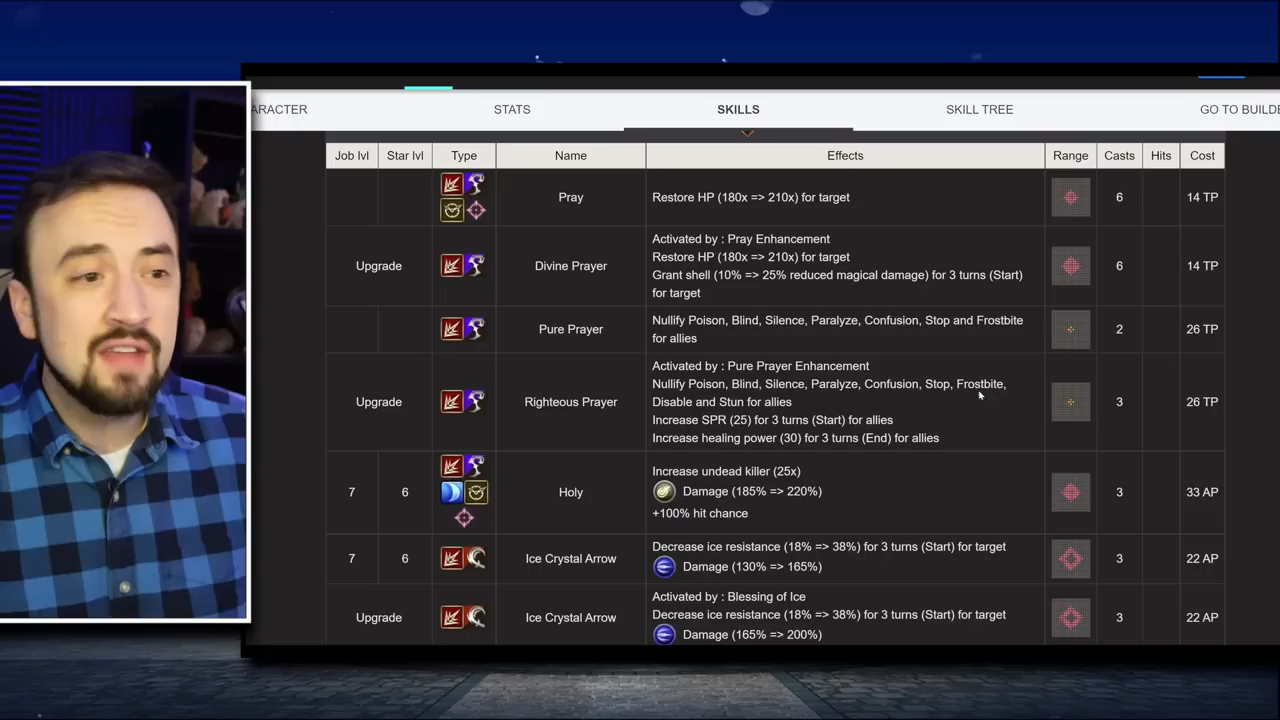 ARACTER STATS SKILLS SKILL TREE GO TO BUILDE
Job lvl Star lvl Type Name Effects Range Casts Hits Cost
Pray Restore HP (180x => 210x) for target 6 14 TP
Activated by : Pray Enhancement
Restore HP (180x => 210x) for target
Upgrade Divine Prayer 6 14 TP
Grant shell (10% => 25% reduced magical damage) for 3 turns (Start)
for target
Nullify Poison, Blind, Silence, Paralyze, Confusion, Stop and Frostbite
Pure Prayer 2 26 TP
for allies
Activated by : Pure Prayer Enhancement
Nullify Poison, Blind, Silence, Paralyze, Confusion, Stop, Frostbite,
Upgrade Righteous Prayer Disable and Stun for allies 3 26 TP
Increase SPR (25) for 3 turns (Start) for allies
Increase healing power (30) for 3 turns (End) for allies
Increase undead killer (25x)
7 6 Holy Damage (185% => 220%) 3 33 AP
+100% hit chance
Decrease ice resistance (18% => 38%) for 3 turns (Start) for target
7 6 Ice Crystal Arrow 3 22 AP
Damage (130% => 165%)
Activated by : Blessing of Ice
Upgrade Ice Crystal Arrow Decrease ice resistance (18% => 38%) for 3 turns (Start) for target 3 22 AP
Damage (165% => 200%)